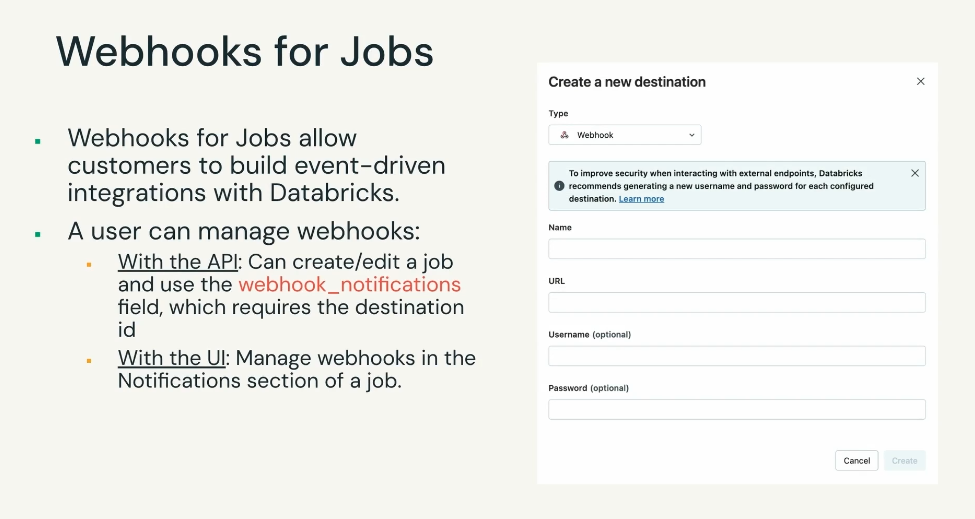 Webhooks for Jobs
Webhooks for Jobs allow
customers to build event-driven
integrations with Databricks.
A user can manage webhooks:
With the API: Can create/edit a job
and use the webhook_notifications
field, which requires the destination
id
With the UI: Manage webhooks in the
Notifications section of a job.
Create a new destination
Type
Webhook
To improve security when interacting with external endpoints, Databricks
recommends generating a new username and password for each configured
destination. Learn more
Name
URL
Username (optional)
Password (optional)
Cancel
Create